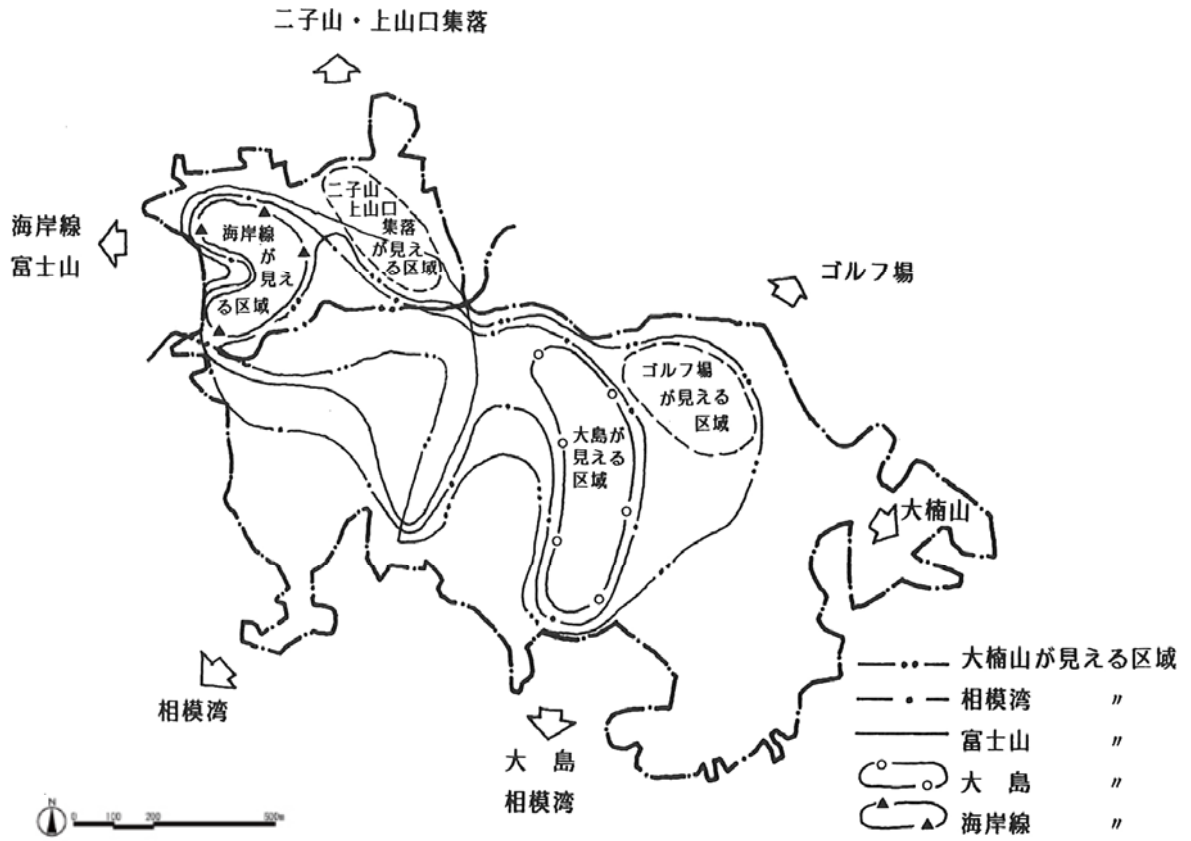 二子山・上山口集落
海岸線
富士山
二子山
上山口
集落
が見え
る区域
海岸線
が
見え
る区域
ゴルフ場
ゴルフ場
が見える
区域
大島が
見える
区域
大楠山
相模湾
大 島
相模湾
大楠山が見える区域
相模湾 〃
富士山 〃
大 島 〃
海岸線 〃
N
0 100 200 500m